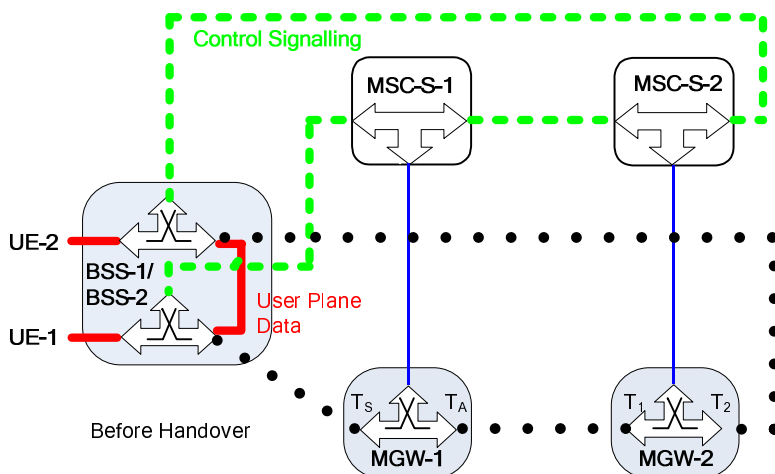 Control Signalling
MSC-S-1
MSC-S-2
UE-2
BSS-1/
BSS-2
User Plane
Data
UE-1
TS
TA
T1
T2
Before Handover
MGW-1
MGW-2